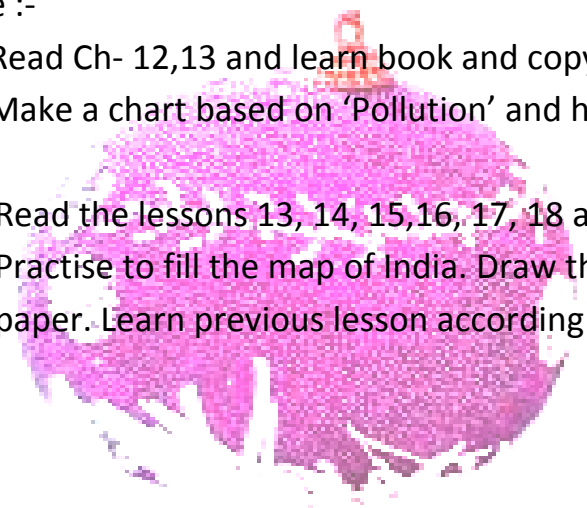 e :-
Read Ch- 12,13 and learn book and copy
Make a chart based on ‘Pollution’ and h
Read the lessons 13, 14, 15,16, 17, 18 a
Practise to fill the map of India. Draw th
paper. Learn previous lesson according